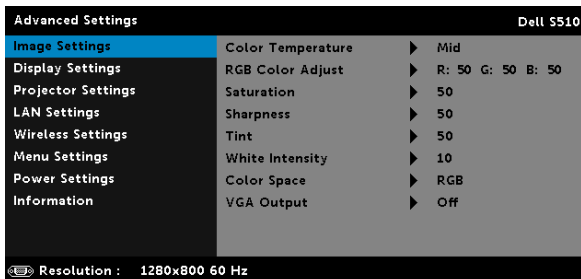 Advanced Settings Dell S510
Image Settings Color Temperature Mid
Display Settings RGB Color Adjust R: 50 G: 50 B: 50
Projector Settings Saturation 50
LAN Settings Sharpness 50
Wireless Settings Tint 50
Menu Settings White Intensity 10
Power Settings Color Space RGB
Information VGA Output Off
Resolution : 1280x800 60 Hz